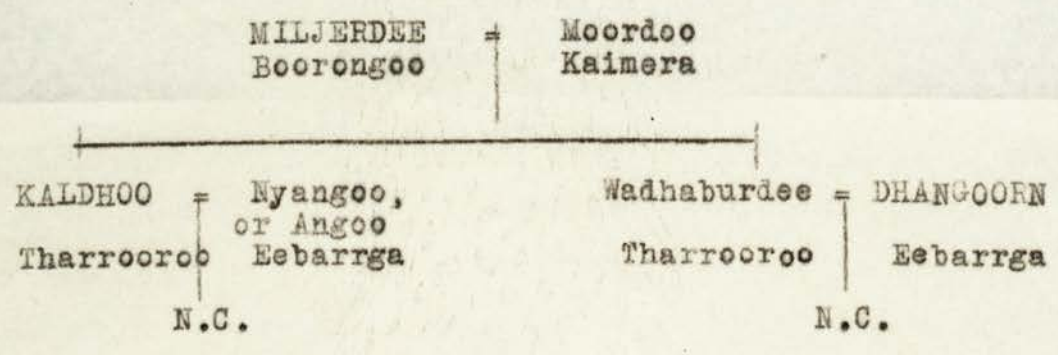 MILJERDEE = Moordoo
Boorongoo Kaimera
KALDHOO = Nyangoo, Wadhaburdee = DHANGOORN
or Angoo
Tharrooroo Eebarrga Tharrooroo Eebarrga
N.C. N.C.